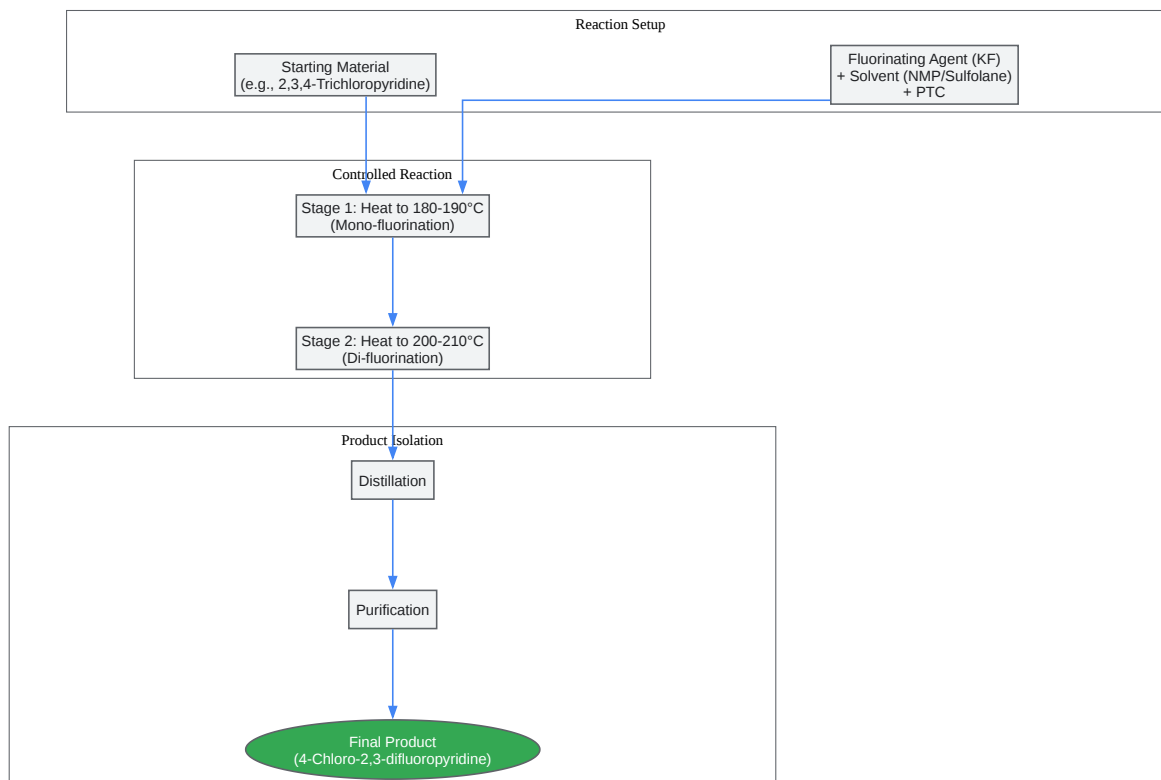 Reaction Setup
Starting Material
(e.g., 2,3,4-Trichloropyridine)
Fluorinating Agent (KF)
+ Solvent (NMP/Sulfolane)
+ PTC
Controlled Reaction
Stage 1: Heat to 180-190°C
(Mono-fluorination)
Stage 2: Heat to 200-210°C
(Di-fluorination)
Product Isolation
Distillation
Purification
Final Product
(4-Chloro-2,3-difluoropyridine)